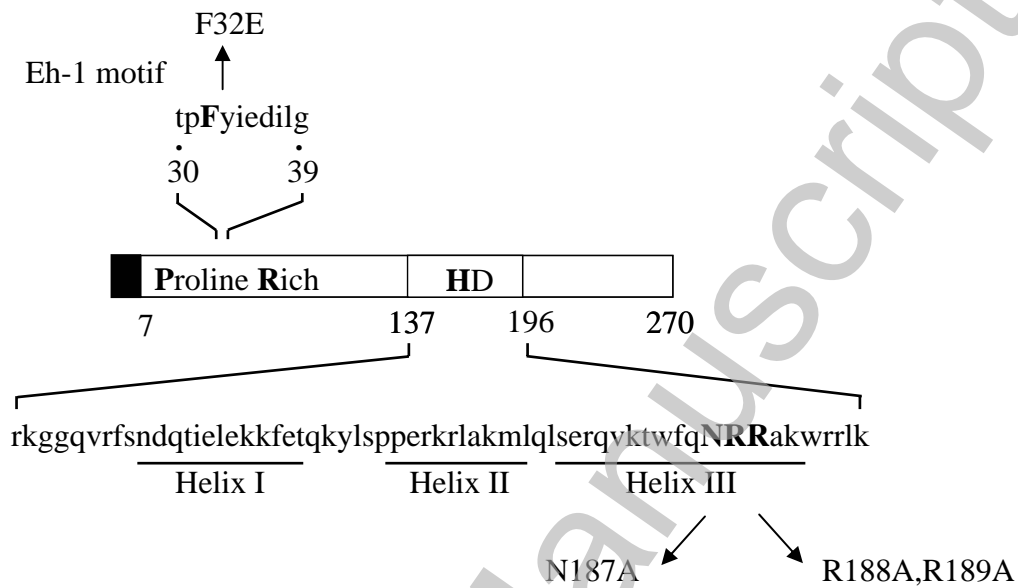 F32E
Eh-1 motif
tpFyiedilg
30 39
Proline Rich HD
7 137 196 270
rkggqvrfsndqtielekkfetqkylspperkrlakmlqlserqvktwfqNRRakwrrlk
Helix I Helix II Helix III
N187A R188A,R189A
anuscript